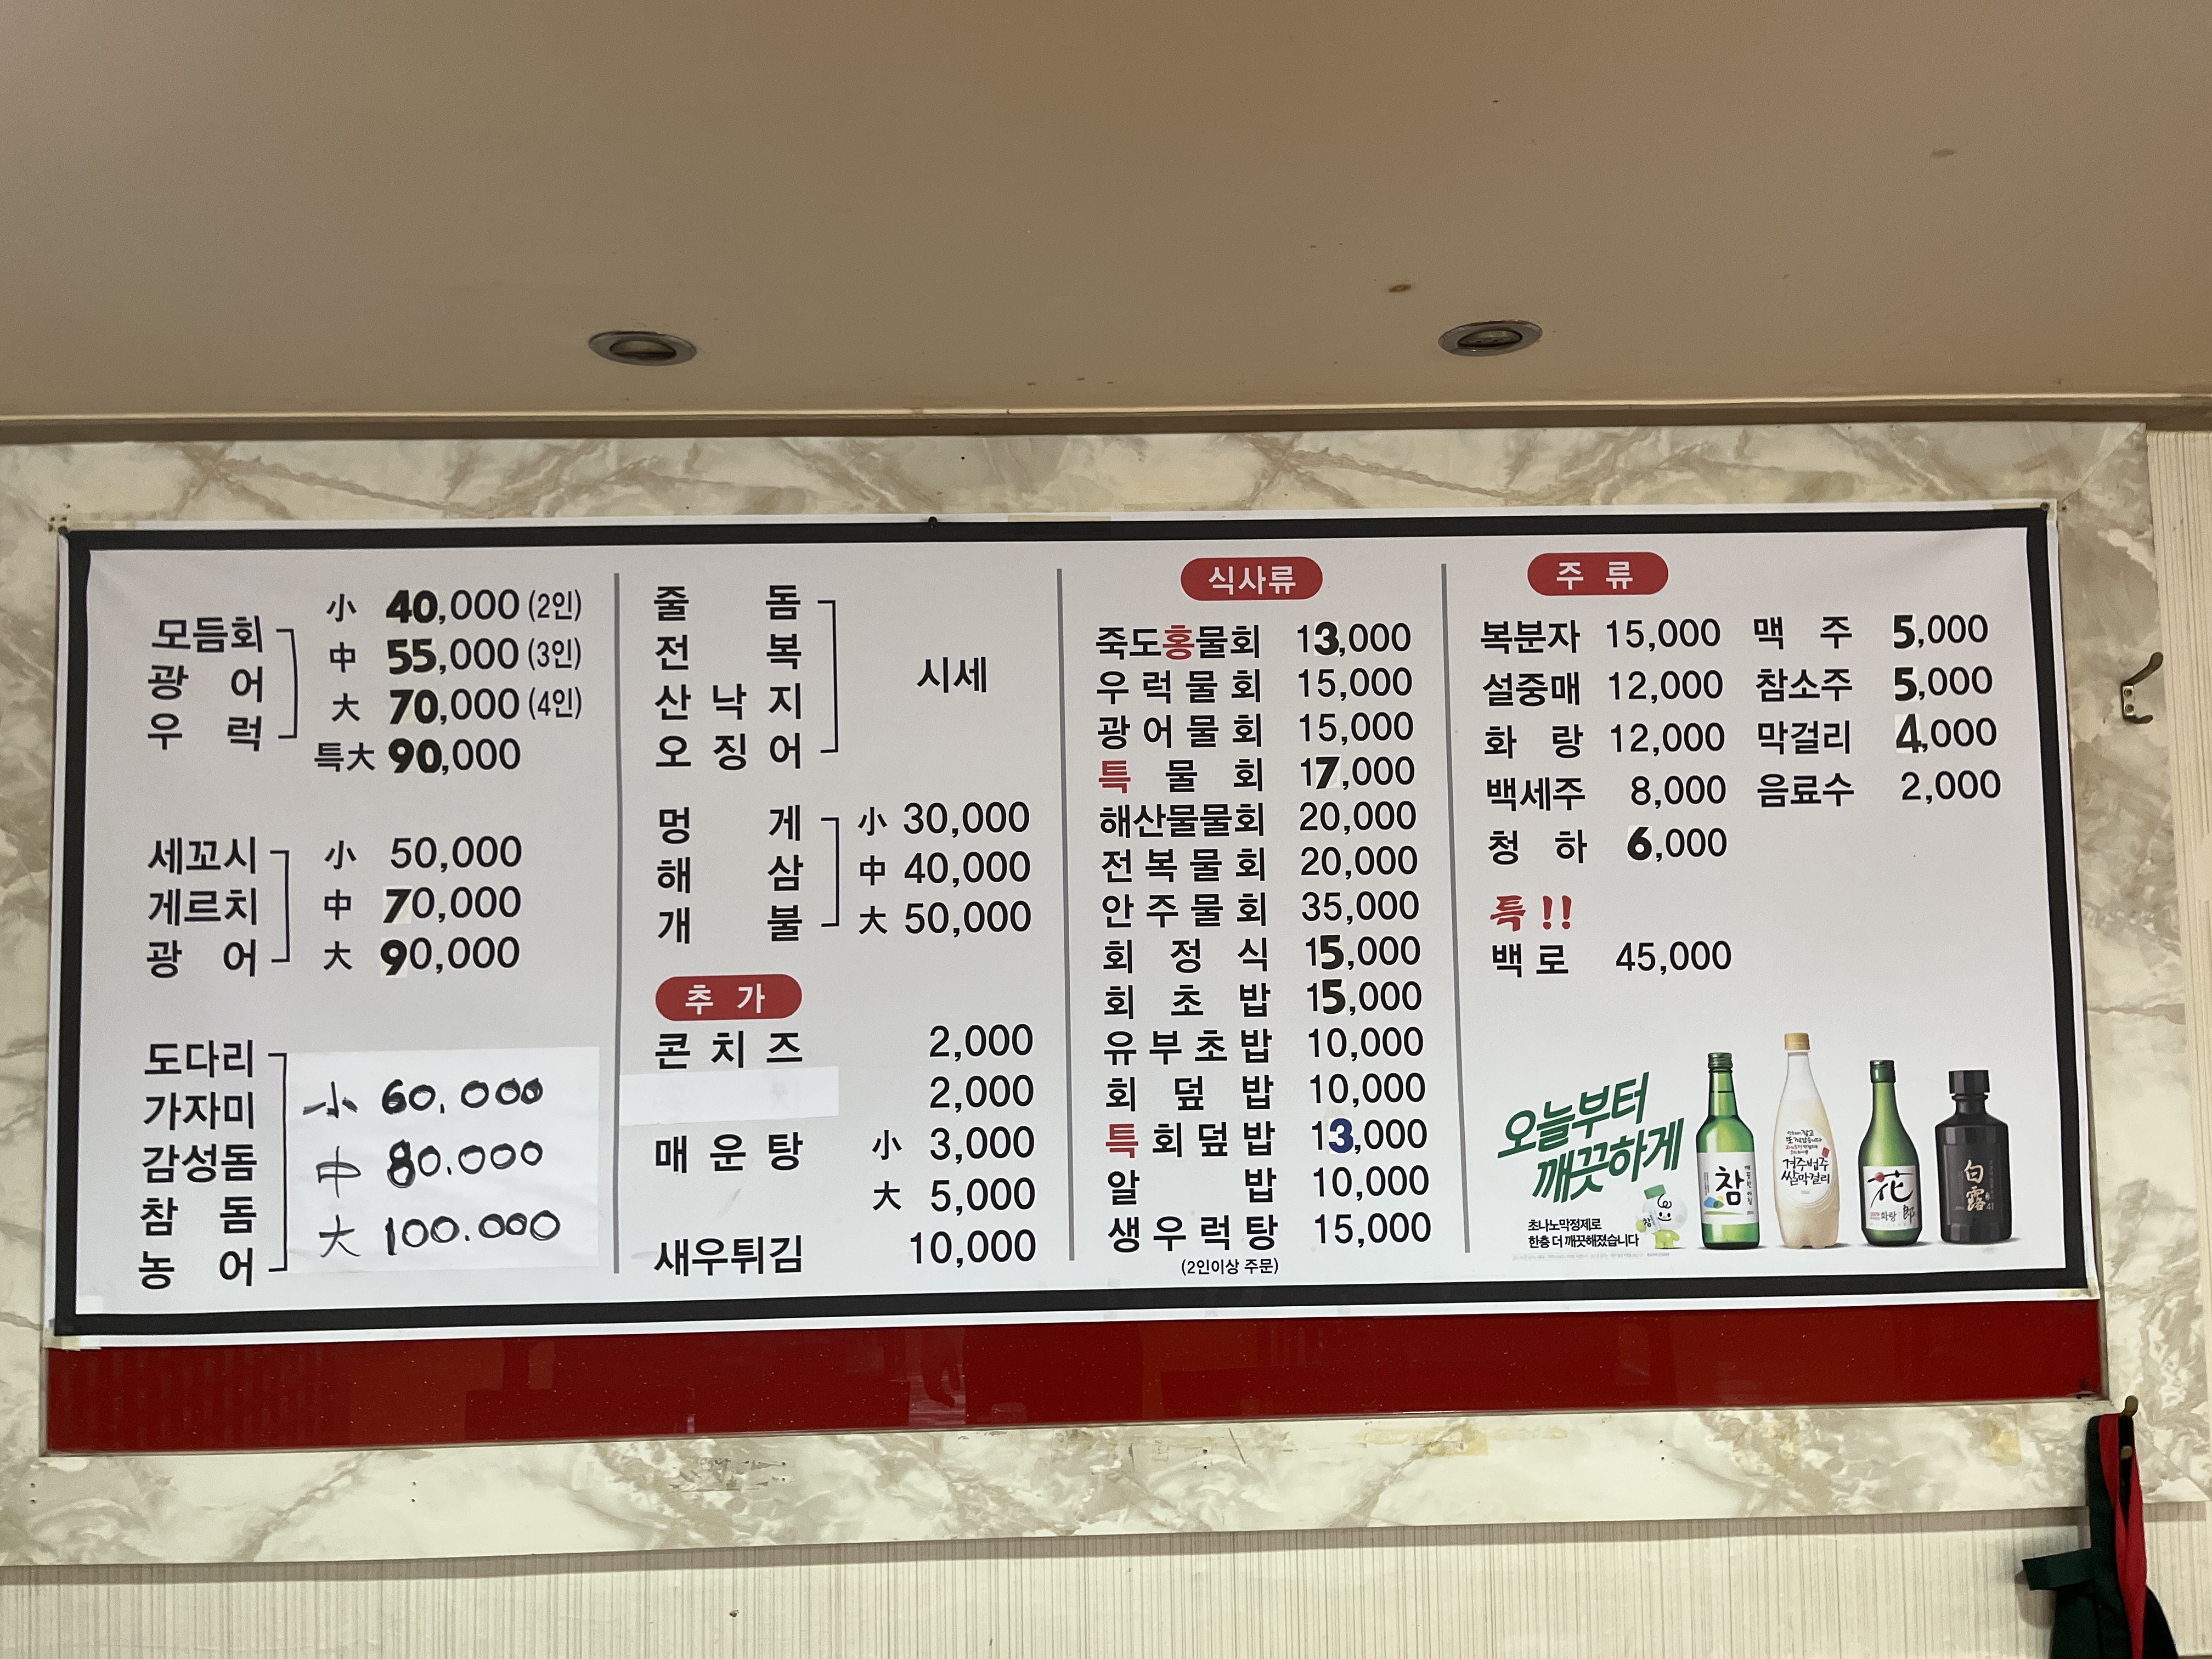 모듬회
광 어
우 럭
小 40,000 (2인)
中 55,000 (3인)
大 70,000 (4인)
특大 90,000
세꼬시
게르치
광 어
小 50,000
中 70,000
大 90,000
도다리
가자미
감성돔
참 돔
농 어
小 60.000
中 80.000
大 100.000
줄 돔
전 복
산 낙 지
오 징 어
시세
멍 게
해 삼
개 불
小 30,000
中 40,000
大 50,000
추 가
콘 치 즈 2,000
2,000
매 운 탕 小 3,000
大 5,000
새우튀김 10,000
식사류
죽도홍물회 13,000
우 럭 물 회 15,000
광 어 물 회 15,000
특 물 회 17,000
해산물물회 20,000
전 복 물 회 20,000
안 주 물 회 35,000
회 정 식 15,000
회 초 밥 15,000
유 부 초 밥 10,000
회 덮 밥 10,000
특 회 덮 밥 13,000
알 밥 10,000
생 우 럭 탕 15,000
(2인이상 주문)
주 류
복분자 15,000
설중매 12,000
화 랑 12,000
백세주 8,000
청 하 6,000
맥 주 5,000
참소주 5,000
막걸리 4,000
음료수 2,000
특 !!
백 로 45,000
오늘부터
깨끗하게
초나노막정제로
한층 더 깨끗해졌습니다
참
경주법주
쌀막걸리
花郞
화랑
白露